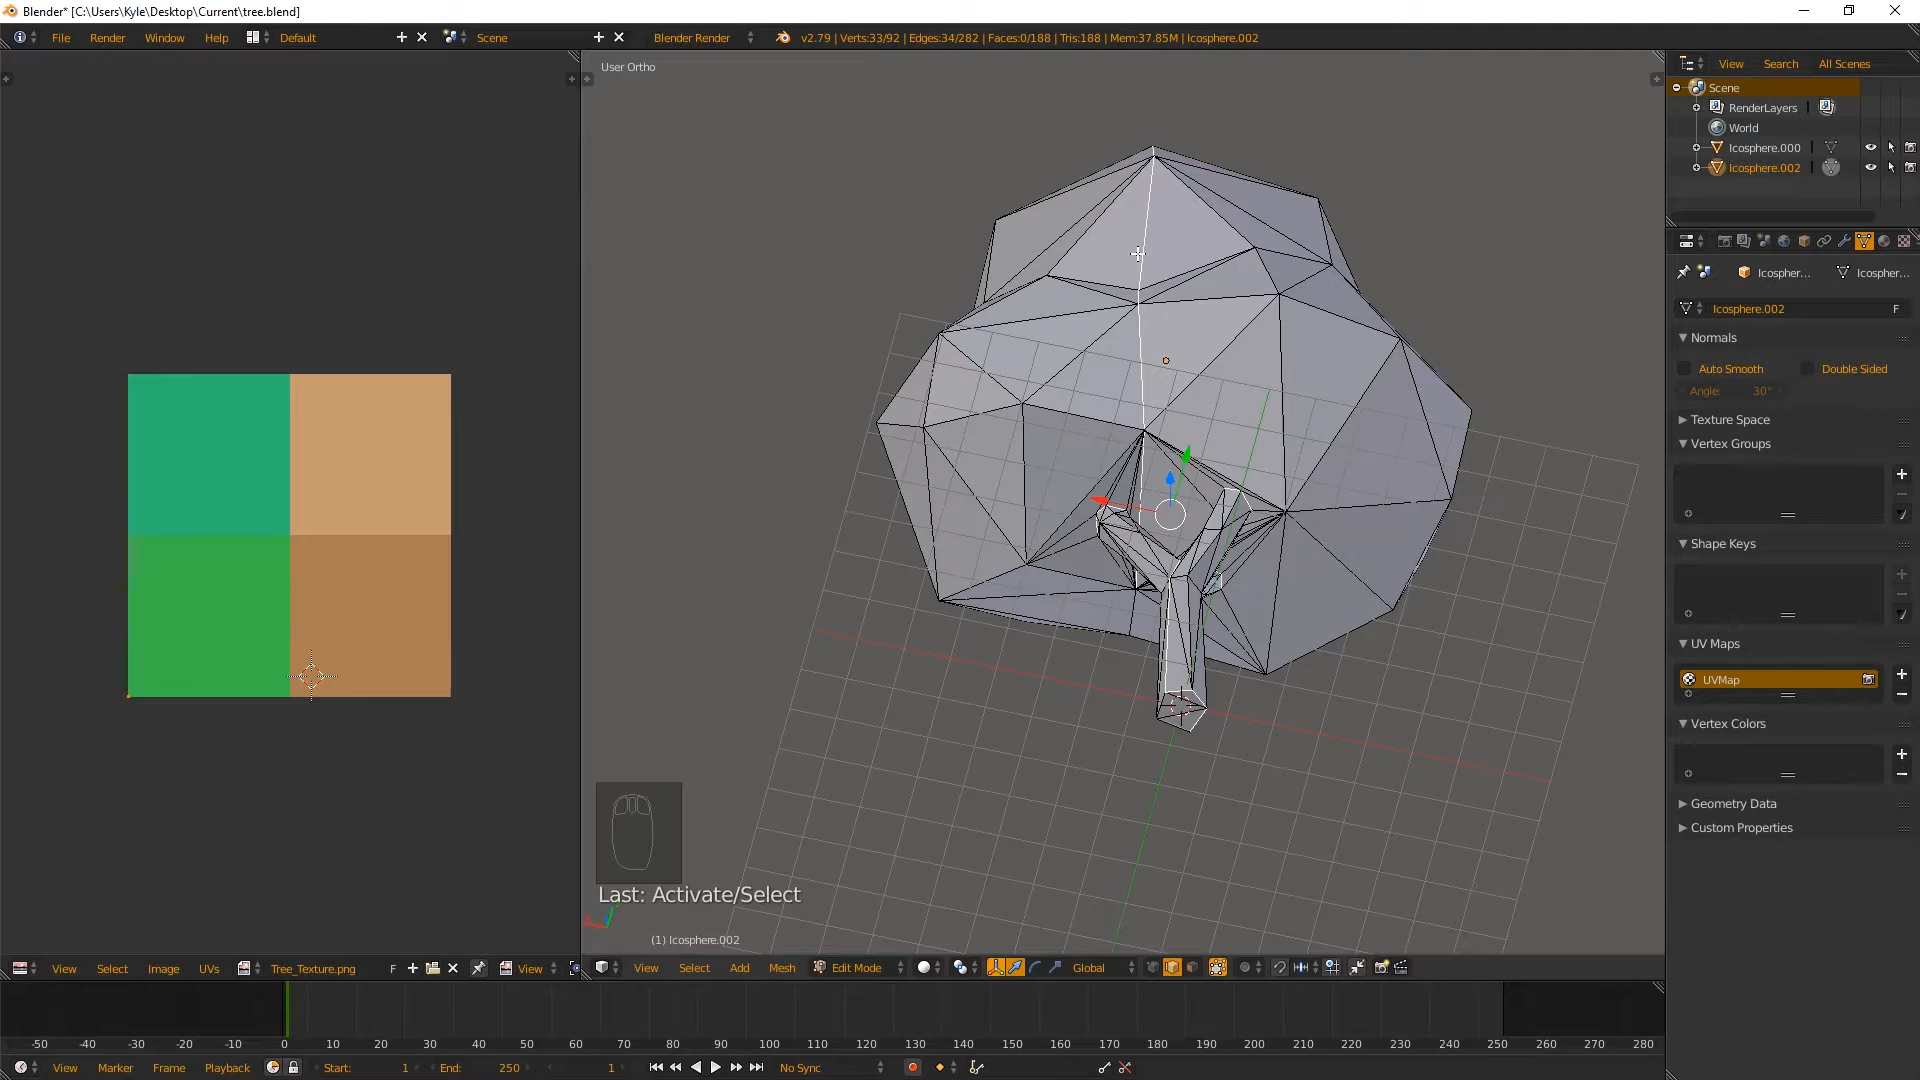 Blender* [C:\Users\Kyle\Desktop\Current\tree.blend]
File Render Window Help Default Scene Blender Render v2.79 | Verts:33/92 | Edges:34/282 | Faces:0/188 | Tris:188 | Mem:37.85M | Icosphere.002
User Ortho
View Search All Scenes
Scene
RenderLayers
World
Icosphere.000
Icosphere.002
Icospher... Icospher...
Icosphere.002 F
Normals
Auto Smooth Double Sided
Angle: 30°
Texture Space
Vertex Groups
Shape Keys
UV Maps
UVMap
Vertex Colors
Geometry Data
Custom Properties
Last: Activate/Select
(1) Icosphere.002
View Select Image UVs Tree_Texture.png F View
View Select Add Mesh Edit Mode Global
-50 -40 -30 -20 -10 0 10 20 30 40 50 60 70 80 90 100 110 120 130 140 150 160 170 180 190 200 210 220 230 240 250 260 270 280
View Marker Frame Playback Start: 1 End: 250 1 No Sync